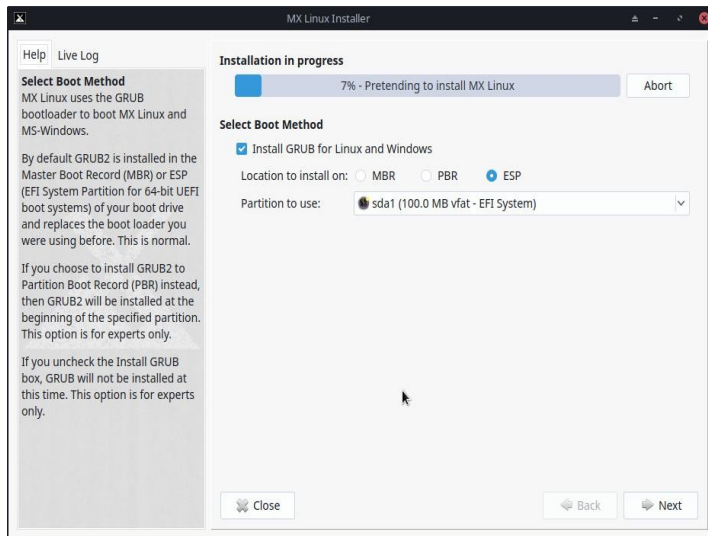 MX Linux Installer
Help
Live Log
Select Boot Method
MX Linux uses the GRUB
bootloader to boot MX Linux and
MS-Windows.
By default GRUB2 is installed in the
Master Boot Record (MBR) or ESP
(EFI System Partition for 64-bit UEFI
boot systems) of your boot drive
and replaces the boot loader you
were using before. This is normal.
If you choose to install GRUB2 to
Partition Boot Record (PBR) instead,
then GRUB2 will be installed at the
beginning of the specified partition.
This option is for experts only.
If you uncheck the Install GRUB
box, GRUB will not be installed at
this time. This option is for experts
only.
Installation in progress
7% - Pretending to install MX Linux
Abort
Select Boot Method
Install GRUB for Linux and Windows
Location to install on: MBR PBR ESP
Partition to use: sda1 (100.0 MB vfat - EFI System)
Close
Back
Next